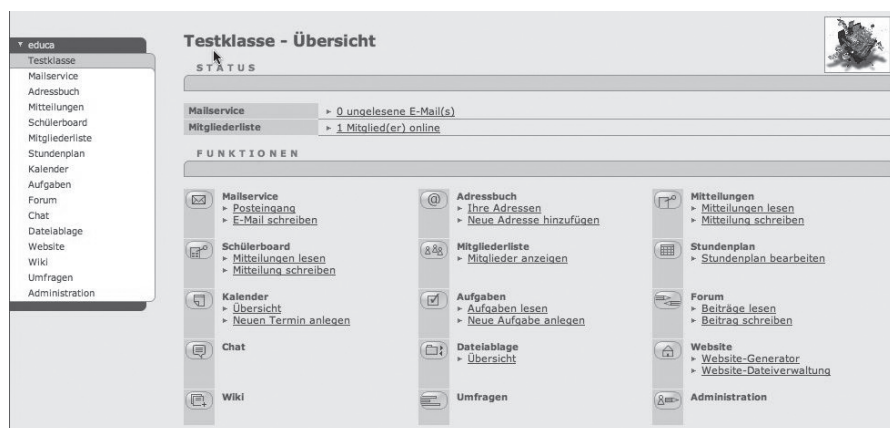 educa
Testklasse
Mailservice
Adressbuch
Mitteilungen
Schülerboard
Mitgliederliste
Stundenplan
Kalender
Aufgaben
Forum
Chat
Dateiablage
Website
Wiki
Umfragen
Administration
Testklasse - Übersicht
STATUS
Mailservice 0 ungelesene E-Mail(s)
Mitgliederliste 1 Mitglied(er) online
FUNKTIONEN
Mailservice
Posteingang
E-Mail schreiben
Adressbuch
Ihre Adressen
Neue Adresse hinzufügen
Mitteilungen
Mitteilungen lesen
Mitteilung schreiben
Schülerboard
Mitteilungen lesen
Mitteilung schreiben
Mitgliederliste
Mitglieder anzeigen
Stundenplan
Stundenplan bearbeiten
Kalender
Übersicht
Neuen Termin anlegen
Aufgaben
Aufgaben lesen
Neue Aufgabe anlegen
Forum
Beiträge lesen
Beitrag schreiben
Chat
Dateiablage
Übersicht
Website
Website-Generator
Website-Dateiverwaltung
Wiki
Umfragen
Administration